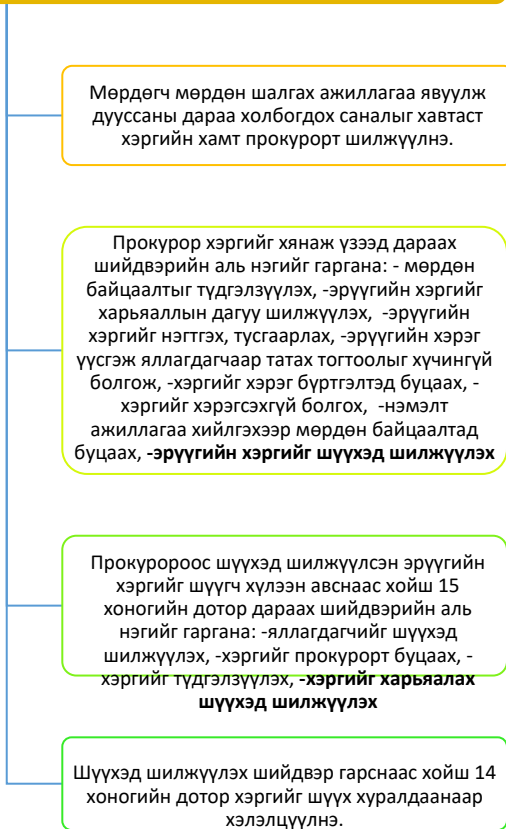 Мөрдөгч мөрдөн шалгах ажиллагаа явуулж
дууссаны дараа холбогдох саналыг хавтаст
хэргийн хамт прокурорт шилжүүлнэ.
Прокурор хэргийг хянаж үзээд дараах
шийдвэрийн аль нэгийг гаргана: - мөрдөн
байцаалтыг түдгэлзүүлэх, -эрүүгийн хэргийг
харьяаллын дагуу шилжүүлэх,  -эрүүгийн
хэргийг нэгтгэх, тусгаарлах, -эрүүгийн хэрэг
үүсгэж яллагдагчаар татах тогтоолыг хүчингүй
болгож, -хэргийг хэрэг бүртгэлтэд буцаах, -
хэргийг хэрэгсэхгүй болгох,  -нэмэлт
ажиллагаа хийлгэхээр мөрдөн байцаалтад
буцаах, -эрүүгийн хэргийг шүүхэд шилжүүлэх
Прокуророос шүүхэд шилжүүлсэн эрүүгийн
хэргийг шүүгч хүлээн авснаас хойш 15
хоногийн дотор дараах шийдвэрийн аль
нэгийг гаргана: -яллагдагчийг шүүхэд
шилжүүлэх, -хэргийг прокурорт буцаах, -
хэргийг түдгэлзүүлэх, -хэргийг харьяалах
шүүхэд шилжүүлэх
Шүүхэд шилжүүлэх шийдвэр гарснаас хойш 14
хоногийн дотор хэргийг шүүх хуралдаанаар
хэлэлцүүлнэ.